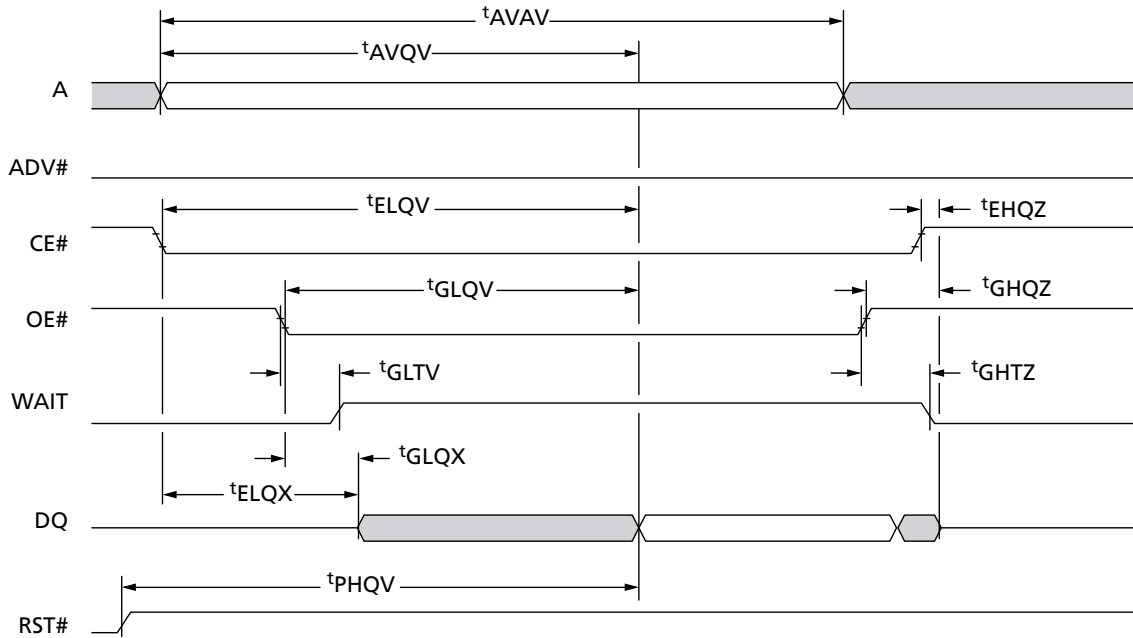 tAVAV
tAVQV
A
ADV#
tELQV
tEHQZ
CE#
tGLQV
tGHQZ
OE#
tGLTV
tGHTZ
WAIT
tGLQX
tELQX
DQ
tPHQV
RST#